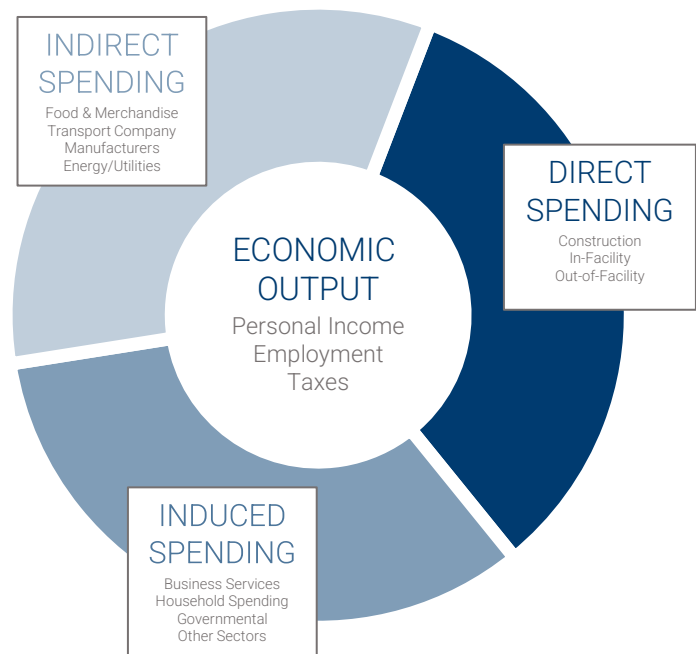 INDIRECT
SPENDING
Food & Merchandise
Transport Company
Manufacturers
Energy/Utilities
DIRECT
SPENDING
Construction
In-Facility
Out-of-Facility
ECONOMIC
OUTPUT
Personal Income
Employment
Taxes
INDUCED
SPENDING
Business Services
Household Spending
Governmental
Other Sectors